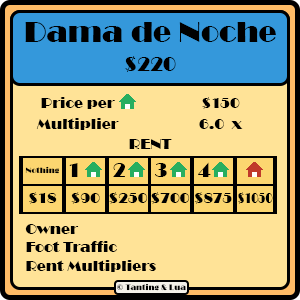 Dama de Noche
$220
Price per $150
Multiplier 6.0 x
RENT
Nothing 1 2 3 4
$18 $90 $250 $700 $875 $1050
Owner
Foot Traffic
Rent Multipliers
© Tanting & Lua